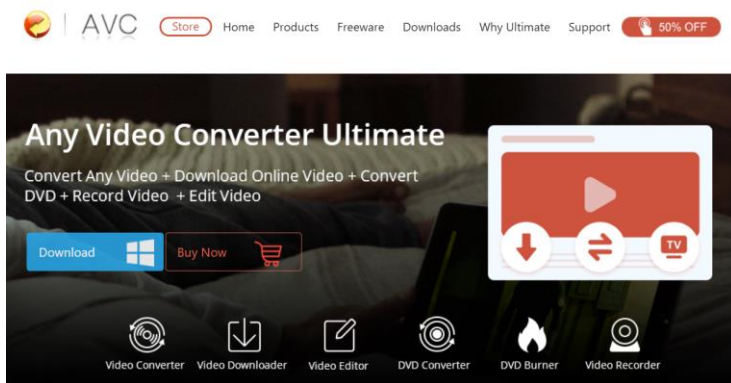 AVC
Store
Home
Products
Freeware
Downloads
Why Ultimate
Support
50% OFF
Any Video Converter Ultimate
Convert Any Video + Download Online Video + Convert
DVD + Record Video + Edit Video
Download
Buy Now
TV
Video Converter
Video Downloader
Video Editor
DVD Converter
DVD Burner
Video Recorder